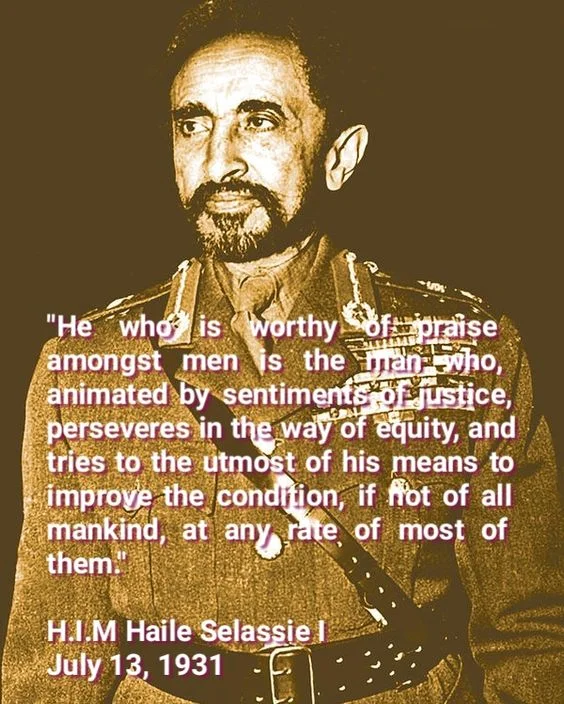 "He who is worthy of praise
amongst men is the man who,
animated by sentiments of justice,
perseveres in the way of equity, and
tries to the utmost of his means to
improve the condition, if not of all
mankind, at any rate of most of
them."
H.I.M Haile Selassie I
July 13, 1931